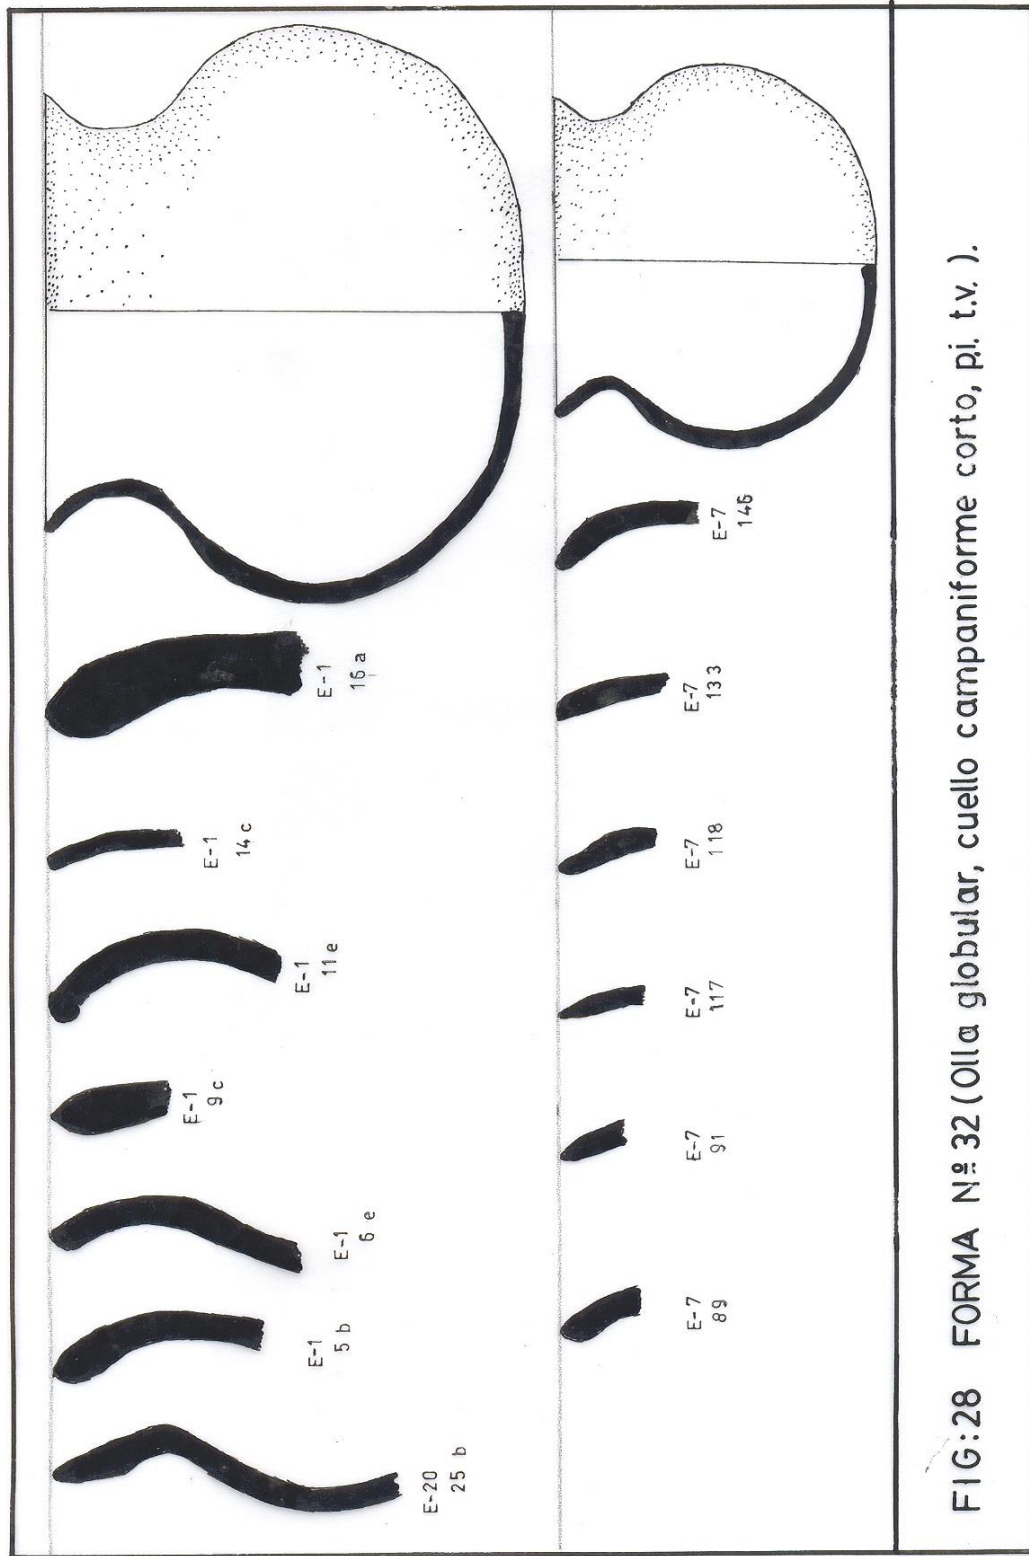 E-20
25 b
E-1
5 b
E-1
6 e
E-1
9 c
E-1
11 e
E-1
14 c
E-1
16 a
E-7
89
E-7
91
E-7
117
E-7
118
E-7
133
E-7
146
FIG:28 FORMA Nº 32 (Olla globular, cuello campaniforme corto, p.i. t.v. ).